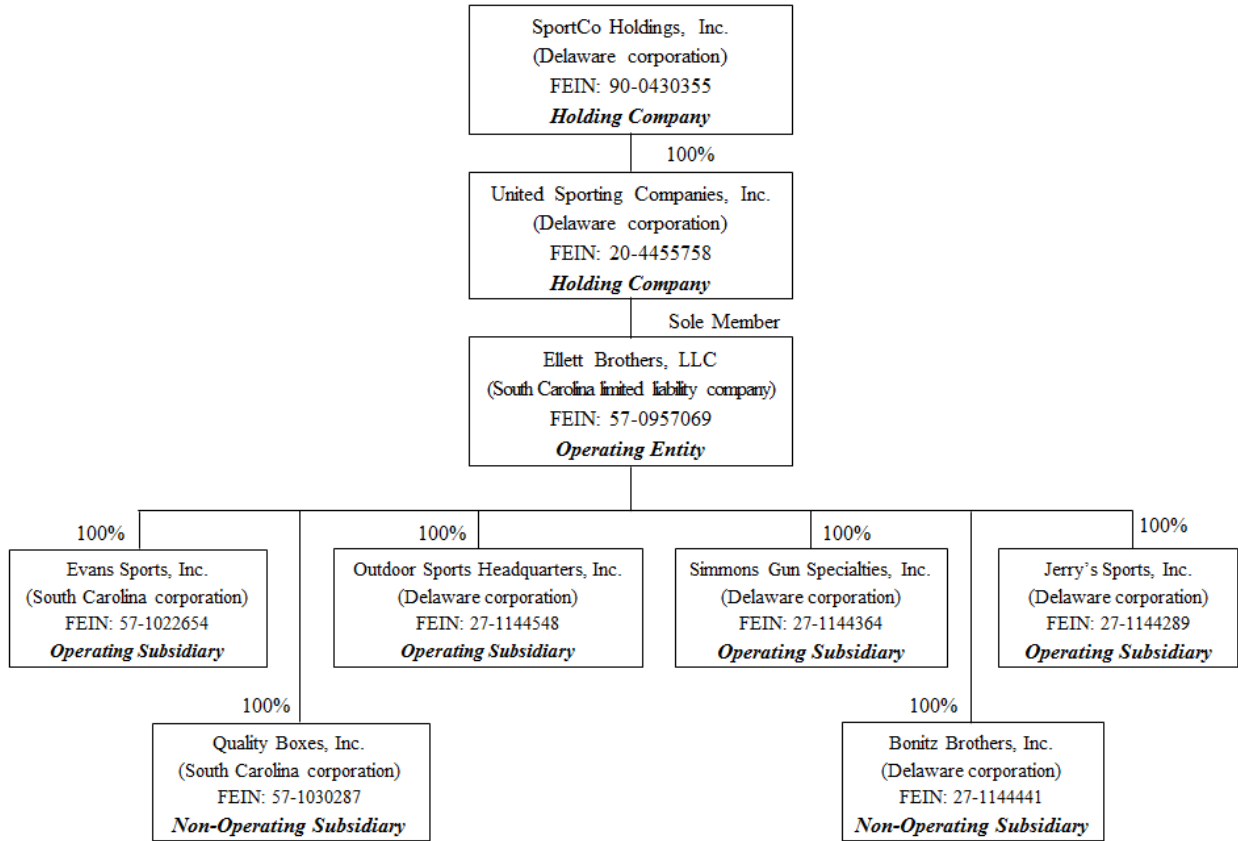 SportCo Holdings, Inc.
(Delaware corporation)
FEIN: 90-0430355
Holding Company
100%
United Sporting Companies, Inc.
(Delaware corporation)
FEIN: 20-4455758
Holding Company
Sole Member
Ellett Brothers, LLC
(South Carolina limited liability company)
FEIN: 57-0957069
Operating Entity
100%
Evans Sports, Inc.
(South Carolina corporation)
FEIN: 57-1022654
Operating Subsidiary
100%
Outdoor Sports Headquarters, Inc.
(Delaware corporation)
FEIN: 27-1144548
Operating Subsidiary
100%
Simmons Gun Specialties, Inc.
(Delaware corporation)
FEIN: 27-1144364
Operating Subsidiary
100%
Jerry's Sports, Inc.
(Delaware corporation)
FEIN: 27-1144289
Operating Subsidiary
100%
Quality Boxes, Inc.
(South Carolina corporation)
FEIN: 57-1030287
Non-Operating Subsidiary
100%
Bonitz Brothers, Inc.
(Delaware corporation)
FEIN: 27-1144441
Non-Operating Subsidiary